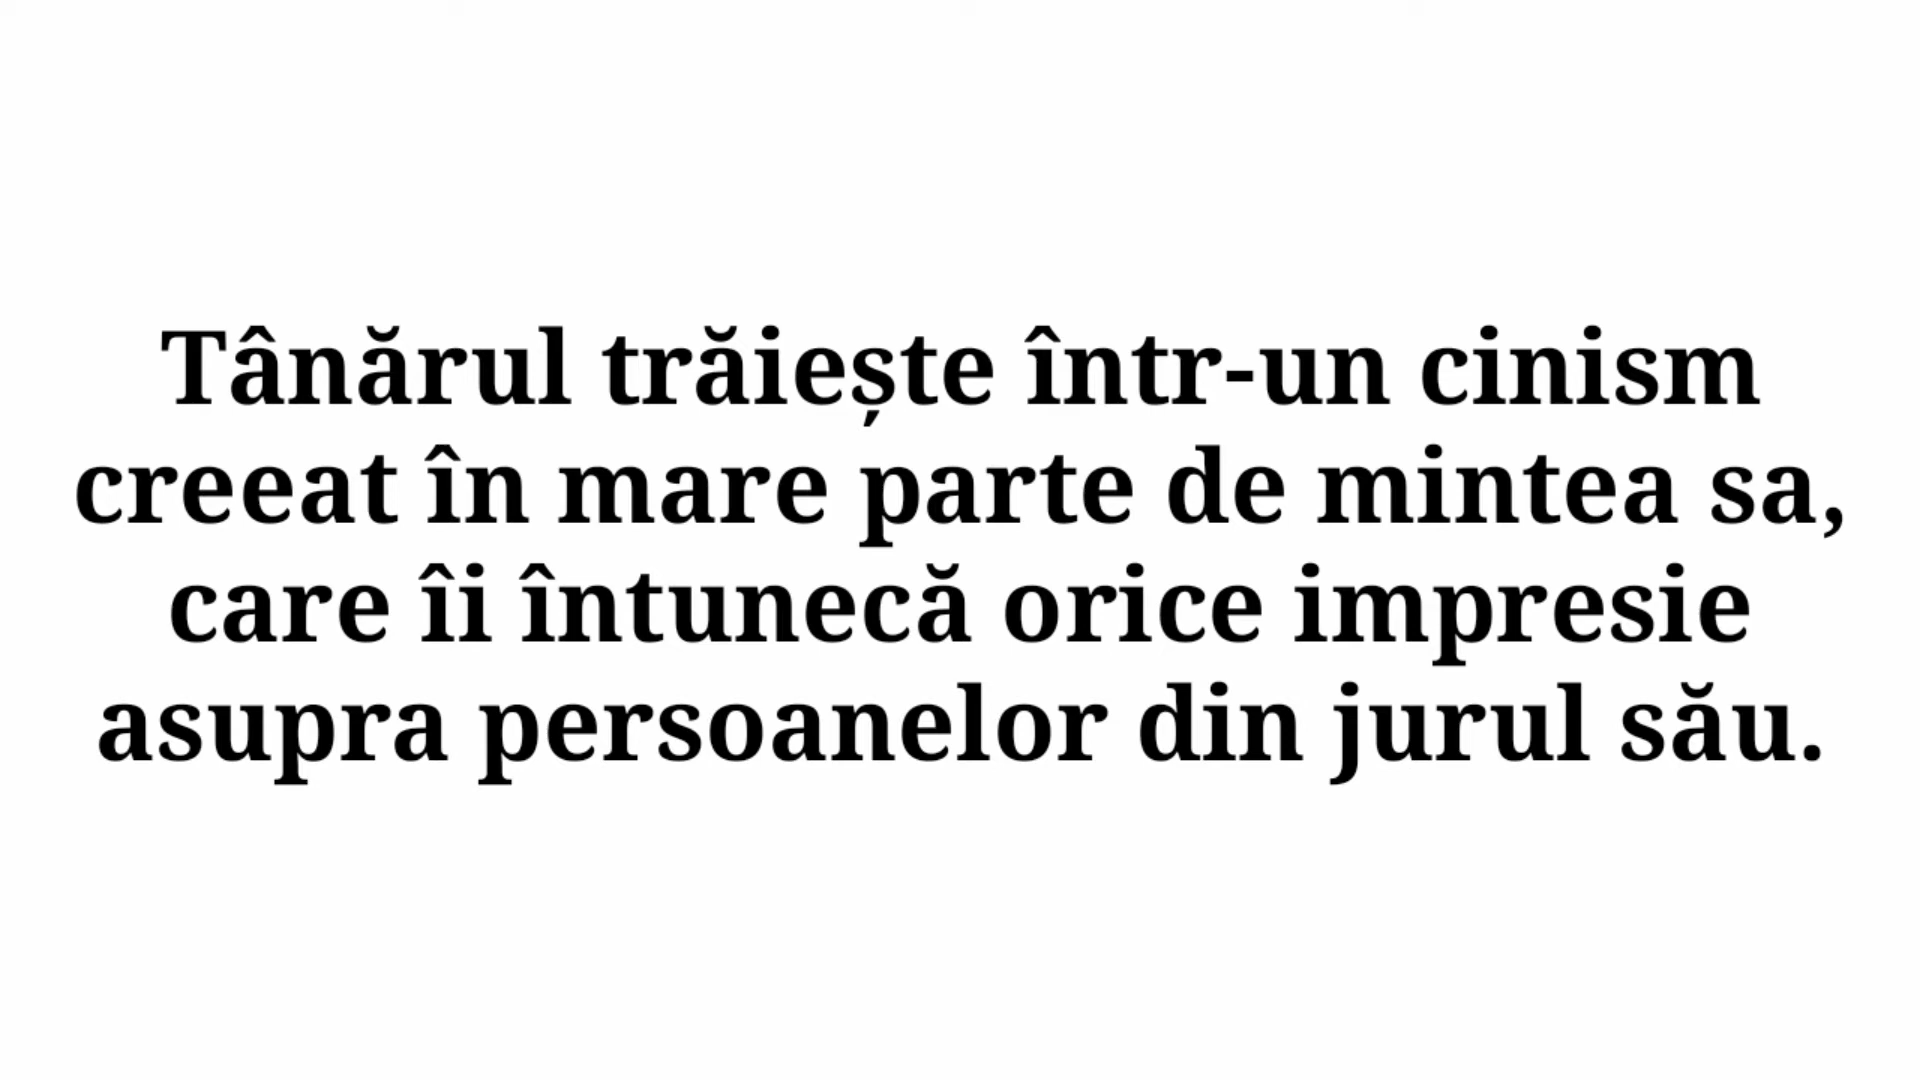 Tânărul trăiește într-un cinism
creeat în mare parte de mintea sa,
care îi întunecă orice impresie
asupra persoanelor din jurul său.